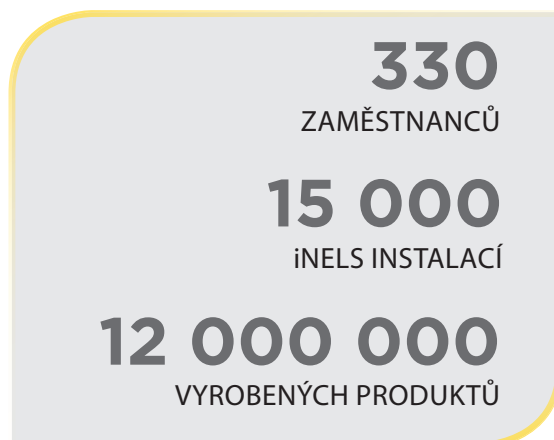 330
ZAMĚSTNANCŮ
15 000
iNELS INSTALACÍ
12 000 000
VYROBENÝCH PRODUKTŮ